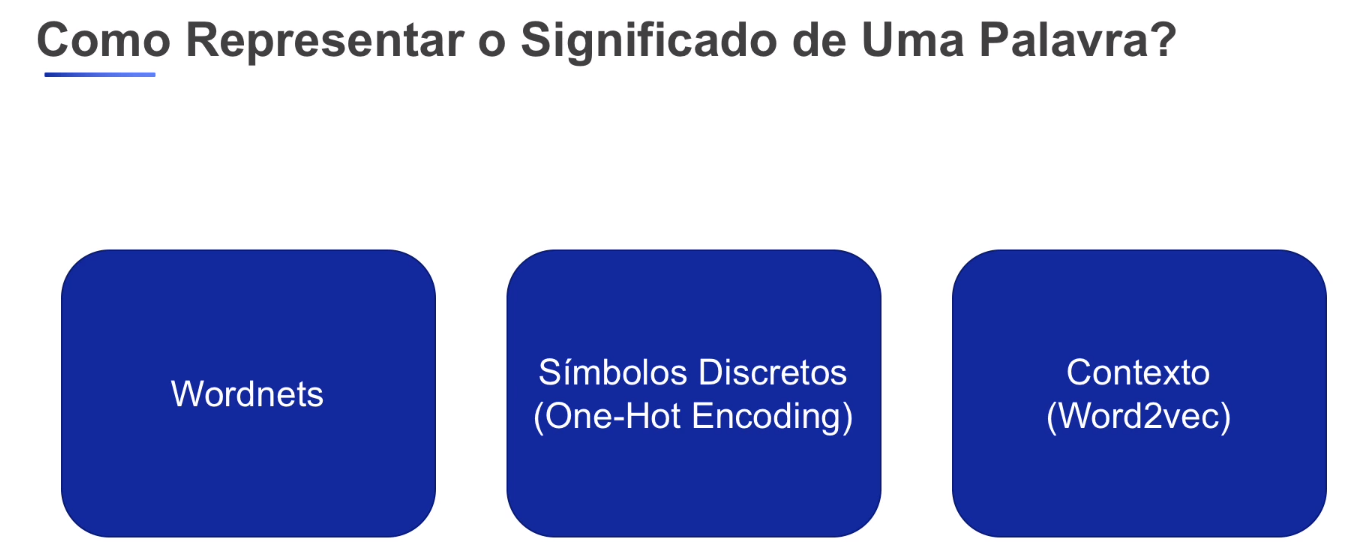 Como Representar o Significado de Uma Palavra?
Wordnets
Símbolos Discretos
(One-Hot Encoding)
Contexto
(Word2vec)